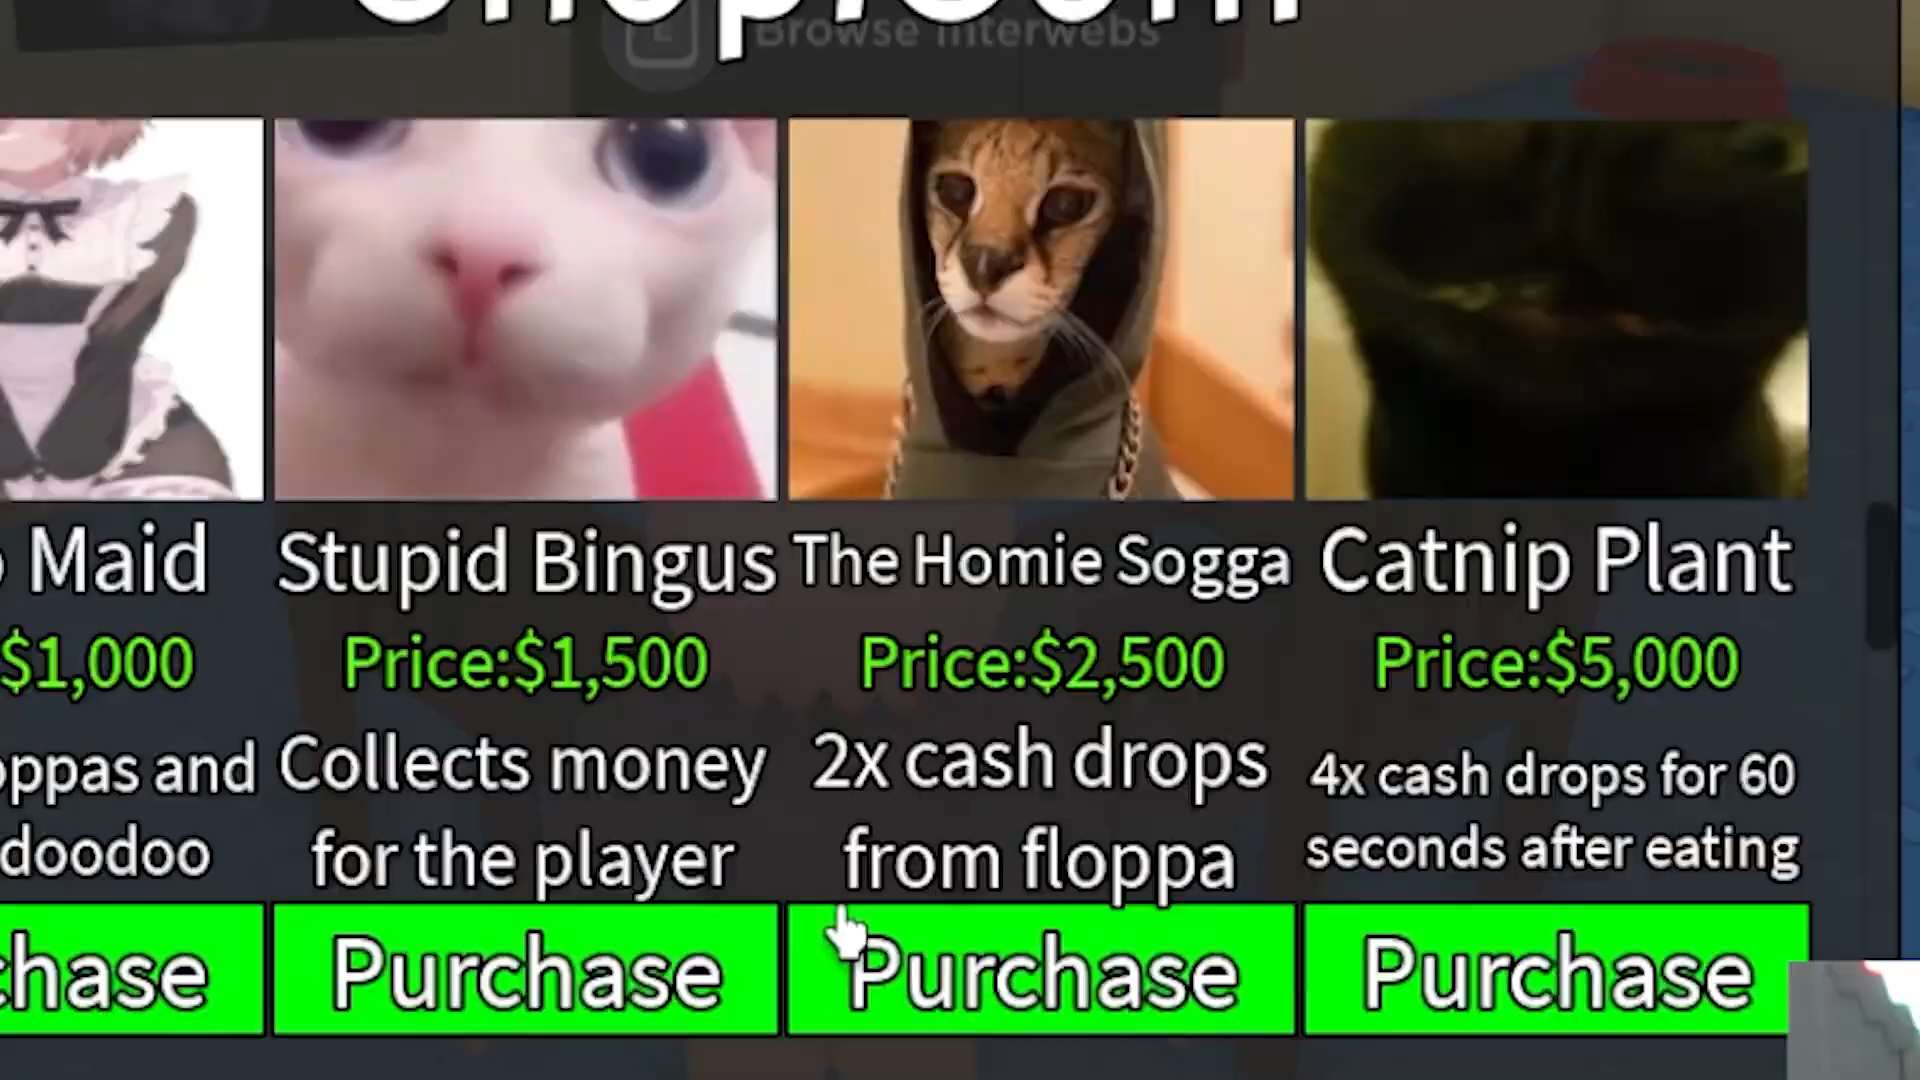 Browse Interwebs
Maid
Stupid Bingus
The Homie Sogga
Catnip Plant
$1,000
Price:$1,500
Price:$2,500
Price:$5,000
and
doodoo
Collects money
for the player
2x cash drops
from floppa
4x cash drops for 60
seconds after eating
Purchase
Purchase
Purchase